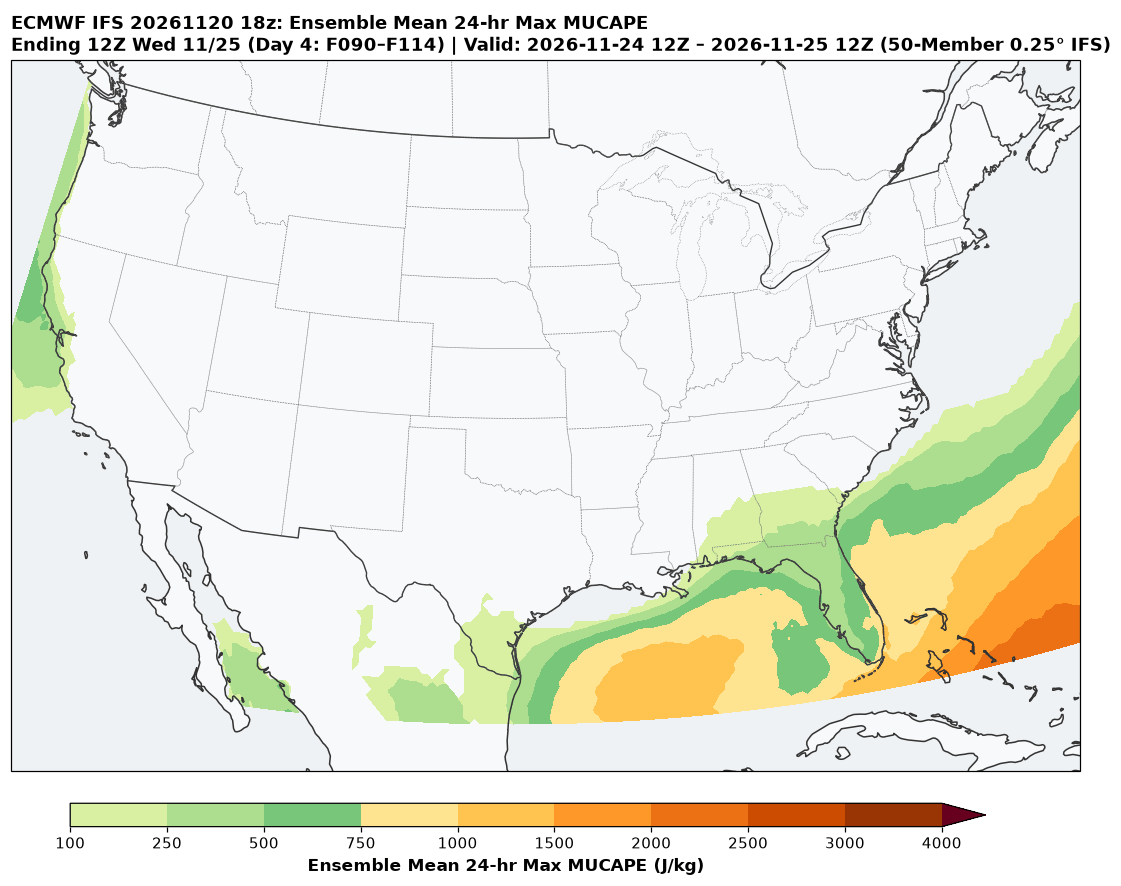 ECMWF IFS 20261120 18z: Ensemble Mean 24-hr Max MUCAPE
Ending 12Z Wed 11/25 (Day 4: F090–F114) | Valid: 2026-11-24 12Z – 2026-11-25 12Z (50-Member 0.25° IFS)
100 250 500 750 1000 1500 2000 2500 3000 4000
Ensemble Mean 24-hr Max MUCAPE (J/kg)